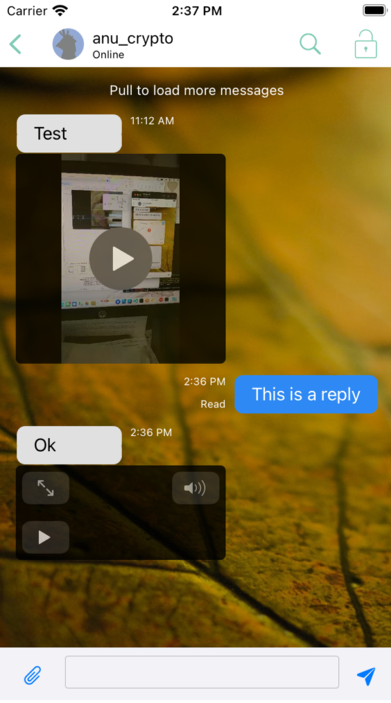 Carrier 2:37 PM
anu_crypto
Online
Pull to load more messages
Test 11:12 AM
2:36 PM
Read
This is a reply
Ok 2:36 PM